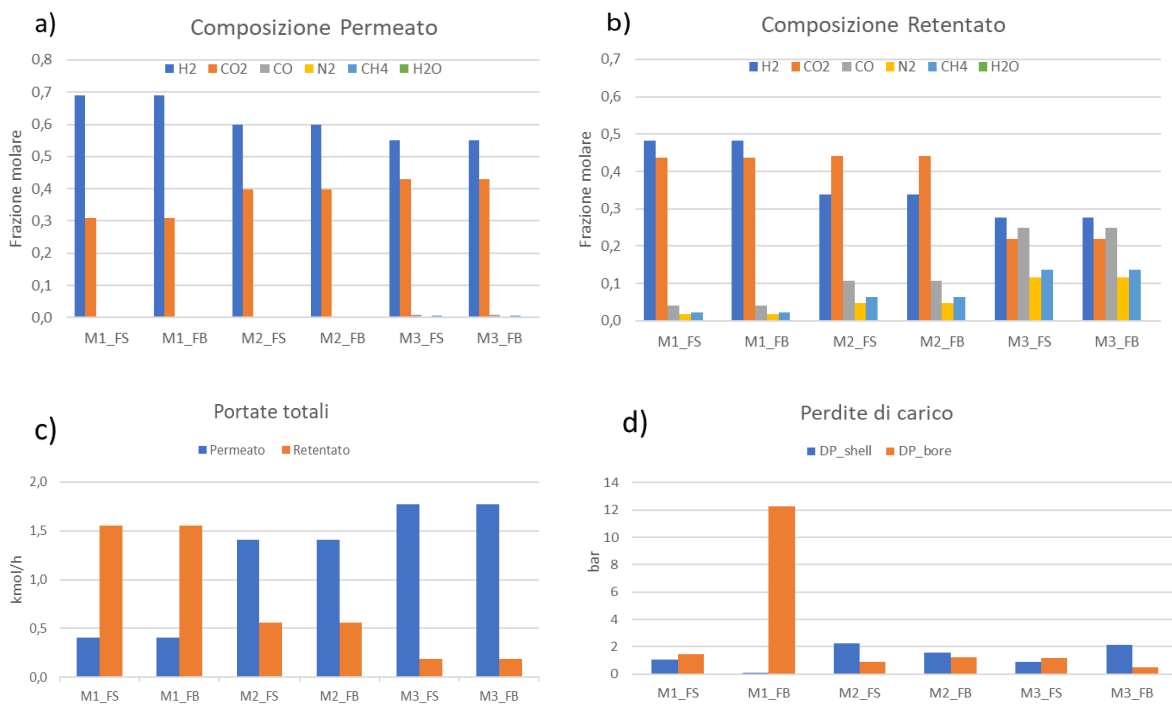 a)
Composizione Permeato
0,8
0,7
0,6
0,5
0,4
0,3
0,2
0,1
0,0
Frazione molare
H2 CO2 CO N2 CH4 H2O
M1_FS M1_FB M2_FS M2_FB M3_FS M3_FB
b)
Composizione Retentato
0,7
0,6
0,5
0,4
0,3
0,2
0,1
0,0
Frazione molare
H2 CO2 CO N2 CH4 H2O
M1_FS M1_FB M2_FS M2_FB M3_FS M3_FB
c)
Portate totali
Permeato Retentato
2,0
1,5
1,0
0,5
0,0
kmol/h
M1_FS M1_FB M2_FS M2_FB M3_FS M3_FB
d)
Perdite di carico
DP_shell DP_bore
14
12
10
8
6
4
2
0
bar
M1_FS M1_FB M2_FS M2_FB M3_FS M3_FB